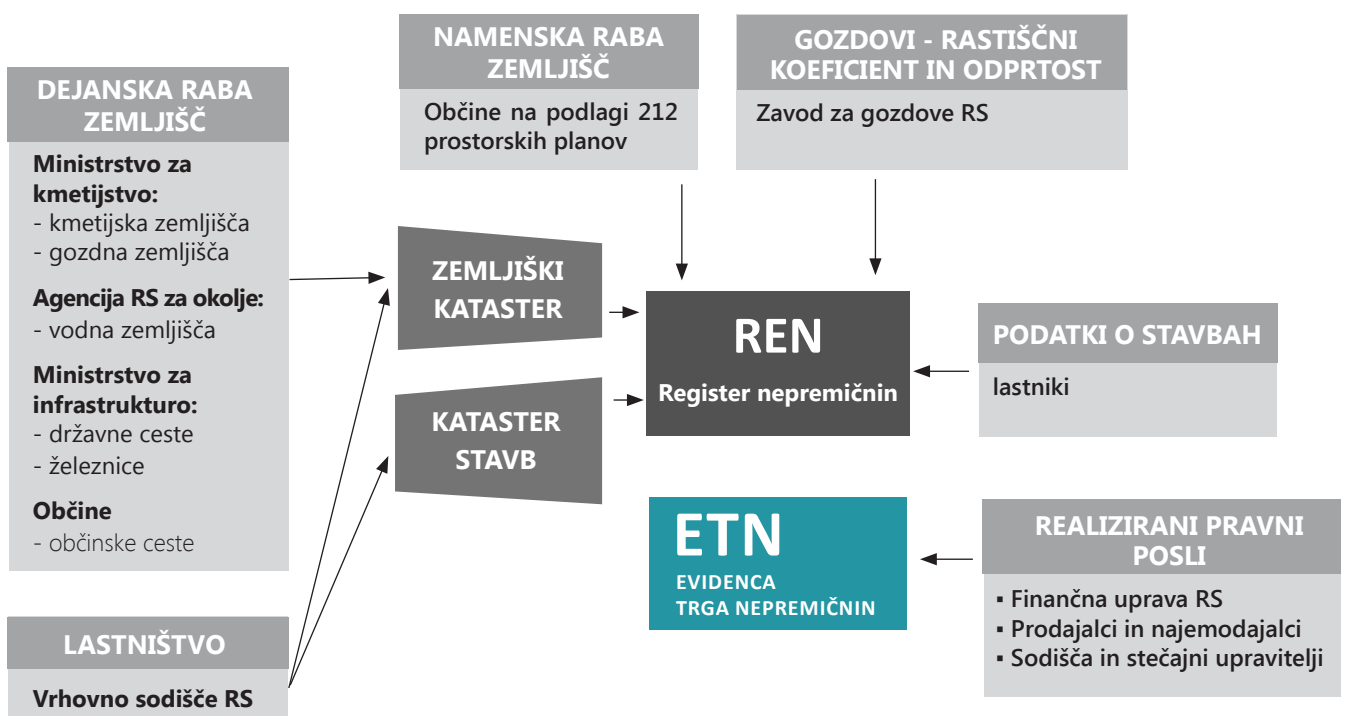 DEJANSKA RABA
ZEMLJIŠČ
Ministrstvo za
kmetijstvo:
- kmetijska zemljišča
- gozdna zemljišča
Agencija RS za okolje:
- vodna zemljišča
Ministrstvo za
infrastrukturo:
- državne ceste
- železnice
Občine
- občinske ceste
LASTNIŠTVO
Vrhovno sodišče RS
NAMENSKA RABA
ZEMLJIŠČ
Občine na podlagi 212
prostorskih planov
GOZDOVI - RASTIŠČNI
KOEFICIENT IN ODPRTOST
Zavod za gozdove RS
ZEMLJIŠKI
KATASTER
KATASTER
STAVB
REN
Register nepremičnin
PODATKI O STAVBAH
lastniki
ETN
EVIDENCA
TRGA NEPREMIČNIN
REALIZIRANI PRAVNI
POSLI
▪ Finančna uprava RS
▪ Prodajalci in najemodajalci
▪ Sodišča in stečajni upravitelji